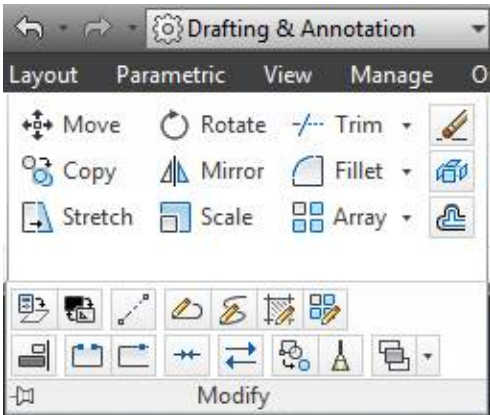 Drafting & Annotation
Layout Parametric View Manage O
Move Rotate Trim
Copy Mirror Fillet
Stretch Scale Array
Modify